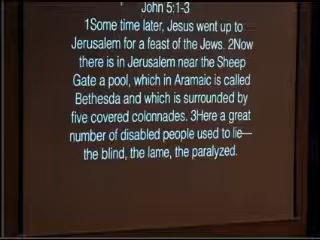 John 5:1-3
1Some time later, Jesus went up to
Jerusalem for a feast of the Jews. 2Now
there is in Jerusalem near the Sheep
Gate a pool, which in Aramaic is called
Bethesda and which is surrounded by
five covered colonnades. 3Here a great
number of disabled people used to lie—
the blind, the lame, the paralyzed.